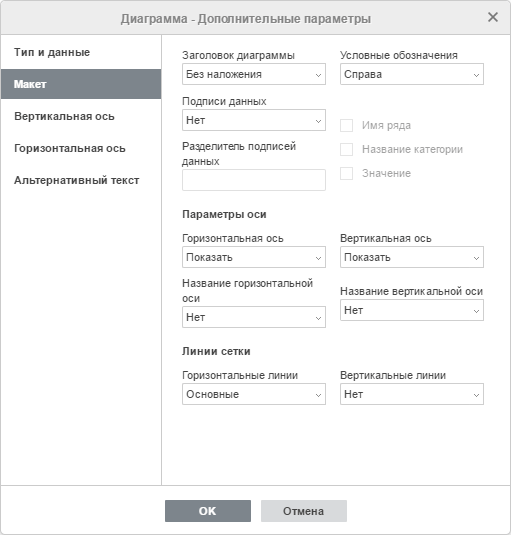 Диаграмма - Дополнительные параметры
Тип и данные
Макет
Вертикальная ось
Горизонтальная ось
Альтернативный текст
Заголовок диаграммы
Условные обозначения
Без наложения
Справа
Подписи данных
Нет
Имя ряда
Разделитель подписей
данных
Название категории
Значение
Параметры оси
Горизонтальная ось
Вертикальная ось
Показать
Показать
Название горизонтальной
оси
Название вертикальной оси
Нет
Нет
Линии сетки
Горизонтальные линии
Вертикальные линии
Основные
Нет
OK
Отмена